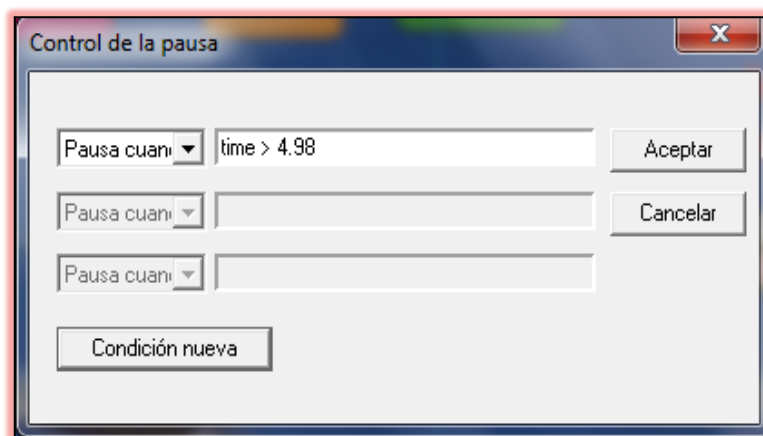 Control de la pausa
Pausa cuan time > 4.98 Aceptar
Pausa cuan Cancelar
Pausa cuan
Condición nueva